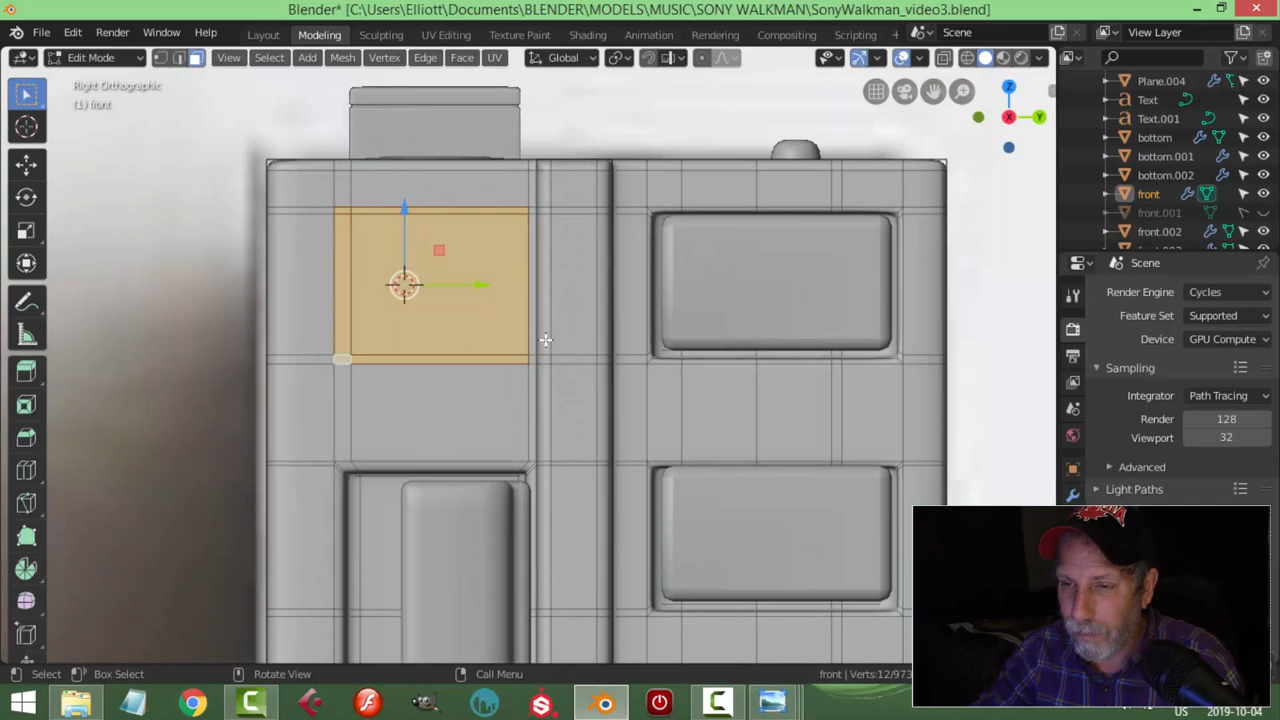 Blender* [C:\Users\Elliott\Documents\BLENDER\MODELS\MUSIC\SONY WALKMAN\SonyWalkman_video3.blend]
File Edit Render Window Help Layout Modeling Sculpting UV Editing Texture Paint Shading Animation Rendering Compositing Scripting Scene View Layer
Edit Mode View Select Add Mesh Vertex Edge Face UV Global
Right Orthographic
(1) front
Z
X
Y
Plane.004
Text
Text.001
bottom
bottom.001
bottom.002
front
front.001
front.002
Scene
Render Engine Cycles
Feature Set Supported
Device GPU Compute
Sampling
Integrator Path Tracing
Render 128
Viewport 32
Advanced
Light Paths
Select Box Select Rotate View Call Menu front | Verts:12/973
US 2019-10-04